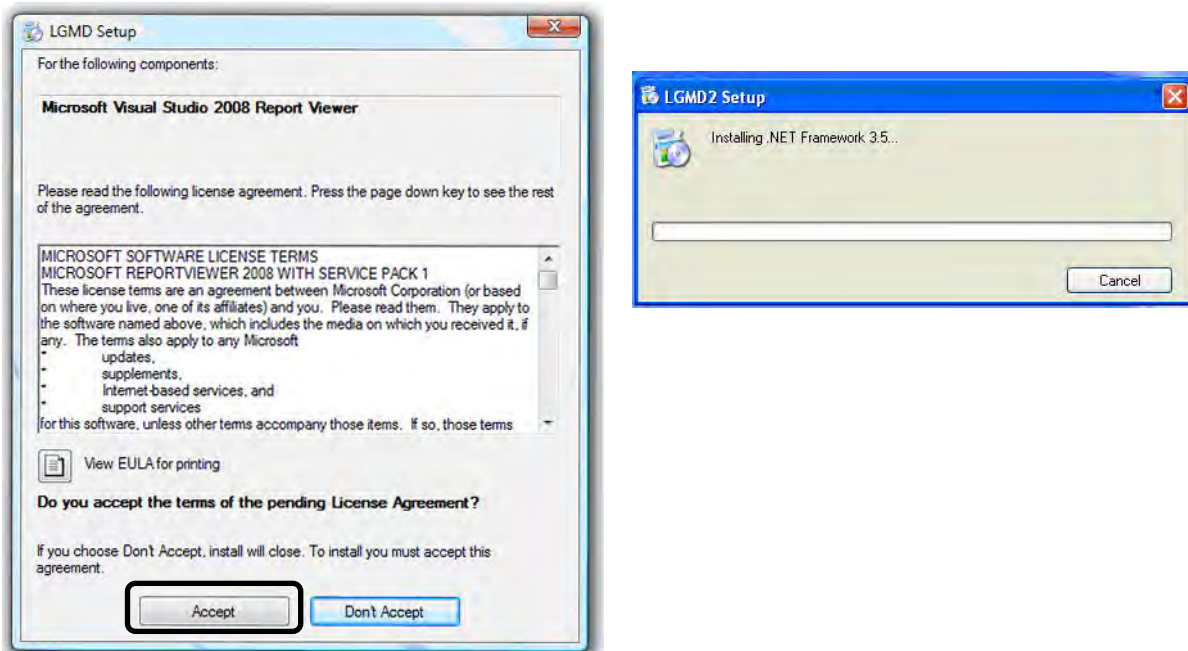 LGMD Setup
For the following components:
Microsoft Visual Studio 2008 Report Viewer
Please read the following license agreement. Press the page down key to see the rest
of the agreement.
MICROSOFT SOFTWARE LICENSE TERMS
MICROSOFT REPORTVIEWER 2008 WITH SERVICE PACK 1
These license terms are an agreement between Microsoft Corporation (or based
on where you live, one of its affiliates) and you. Please read them. They apply to
the software named above, which includes the media on which you received it, if
any. The terms also apply to any Microsoft
* updates,
* supplements,
* Internet-based services, and
* support services
for this software, unless other terms accompany those items. If so, those terms
View EULA for printing
Do you accept the terms of the pending License Agreement?
If you choose Don't Accept, install will close. To install you must accept this
agreement.
Accept
Don't Accept
LGMD2 Setup
Installing .NET Framework 3.5...
Cancel